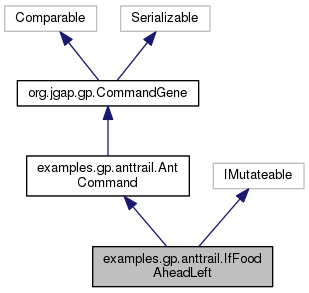 Comparable
Serializable
org.jgap.gp.CommandGene
examples.gp.anttrail.Ant
Command
IMutateable
examples.gp.anttrail.IfFood
AheadLeft